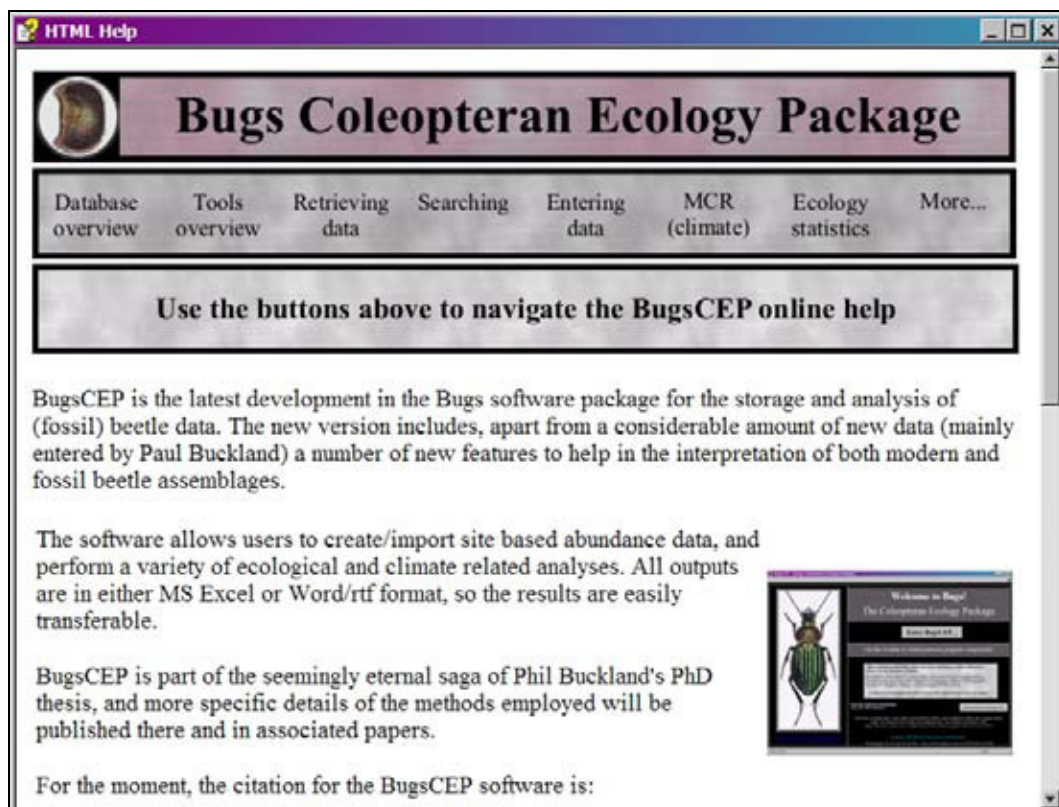 HTML Help
Bugs Coleopteran Ecology Package
Database overview
Tools overview
Retrieving data
Searching
Entering data
MCR (climate)
Ecology statistics
More...
Use the buttons above to navigate the BugsCEP online help
BugsCEP is the latest development in the Bugs software package for the storage and analysis of
(fossil) beetle data. The new version includes, apart from a considerable amount of new data (mainly
entered by Paul Buckland) a number of new features to help in the interpretation of both modern and
fossil beetle assemblages.
The software allows users to create/import site based abundance data, and
perform a variety of ecological and climate related analyses. All outputs
are in either MS Excel or Word/rtf format, so the results are easily
transferable.
Welcome to Bugs!
The Coleopteran Ecology Package
BugsCEP is part of the seemingly eternal saga of Phil Buckland's PhD
thesis, and more specific details of the methods employed will be
published there and in associated papers.
For the moment, the citation for the BugsCEP software is: